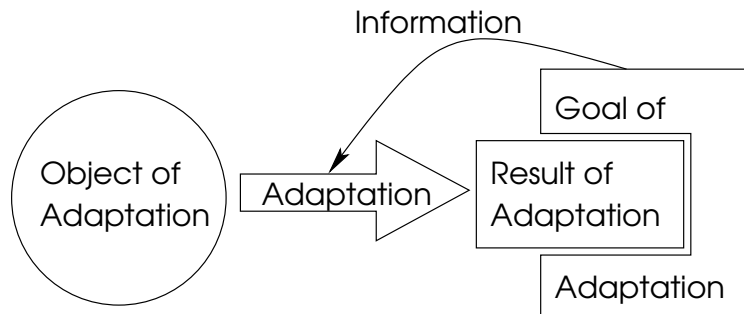 Information
Object of
Adaptation
Adaptation
Goal of
Result of
Adaptation
Adaptation